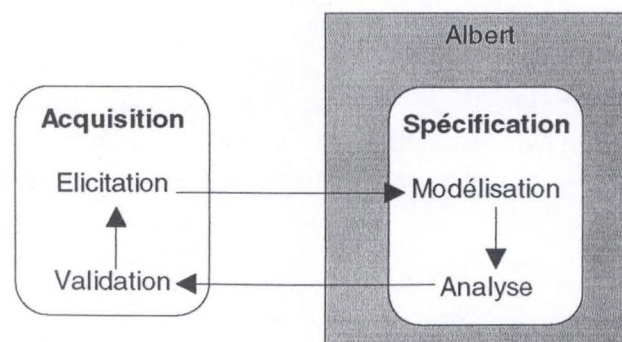 Albert
Acquisition
Elicitation
Validation
Spécification
Modélisation
Analyse